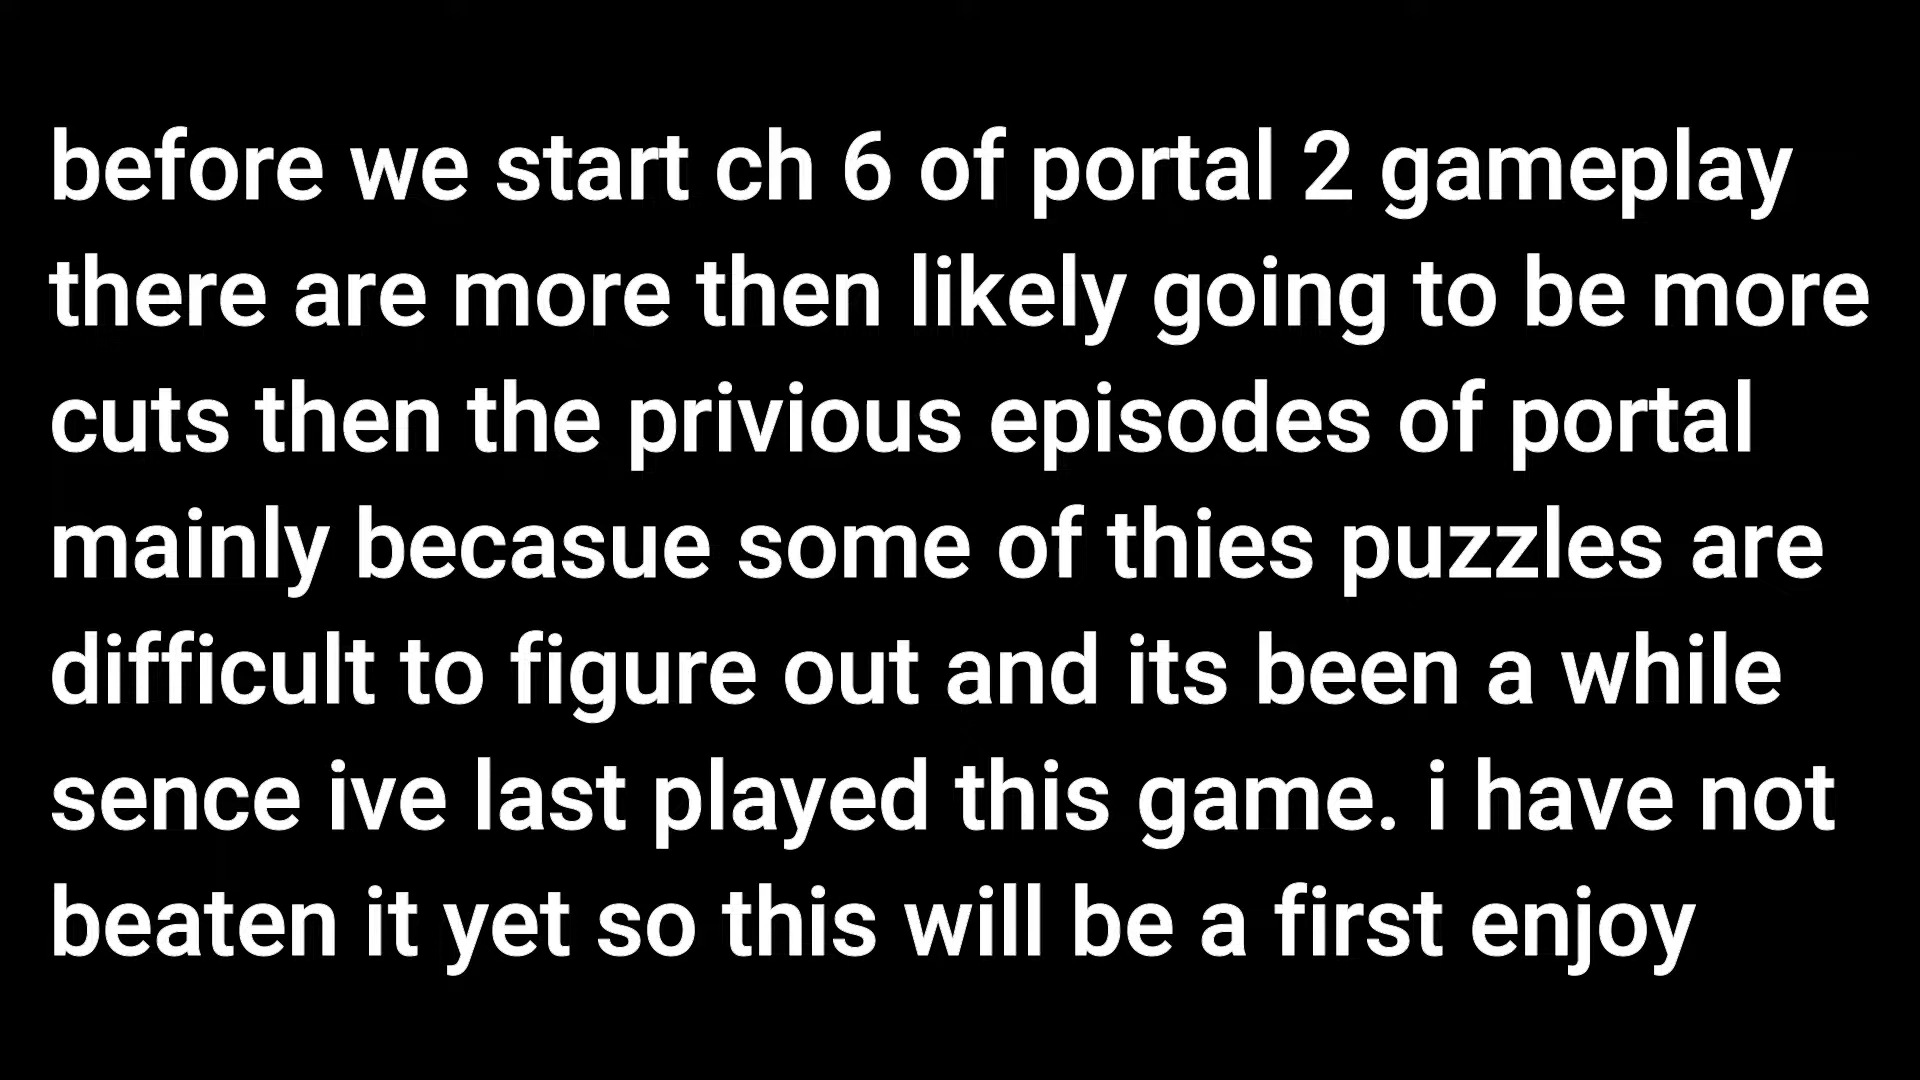 before we start ch 6 of portal 2 gameplay
there are more then likely going to be more
cuts then the privious episodes of portal
mainly becasue some of thies puzzles are
difficult to figure out and its been a while
sence ive last played this game. i have not
beaten it yet so this will be a first enjoy